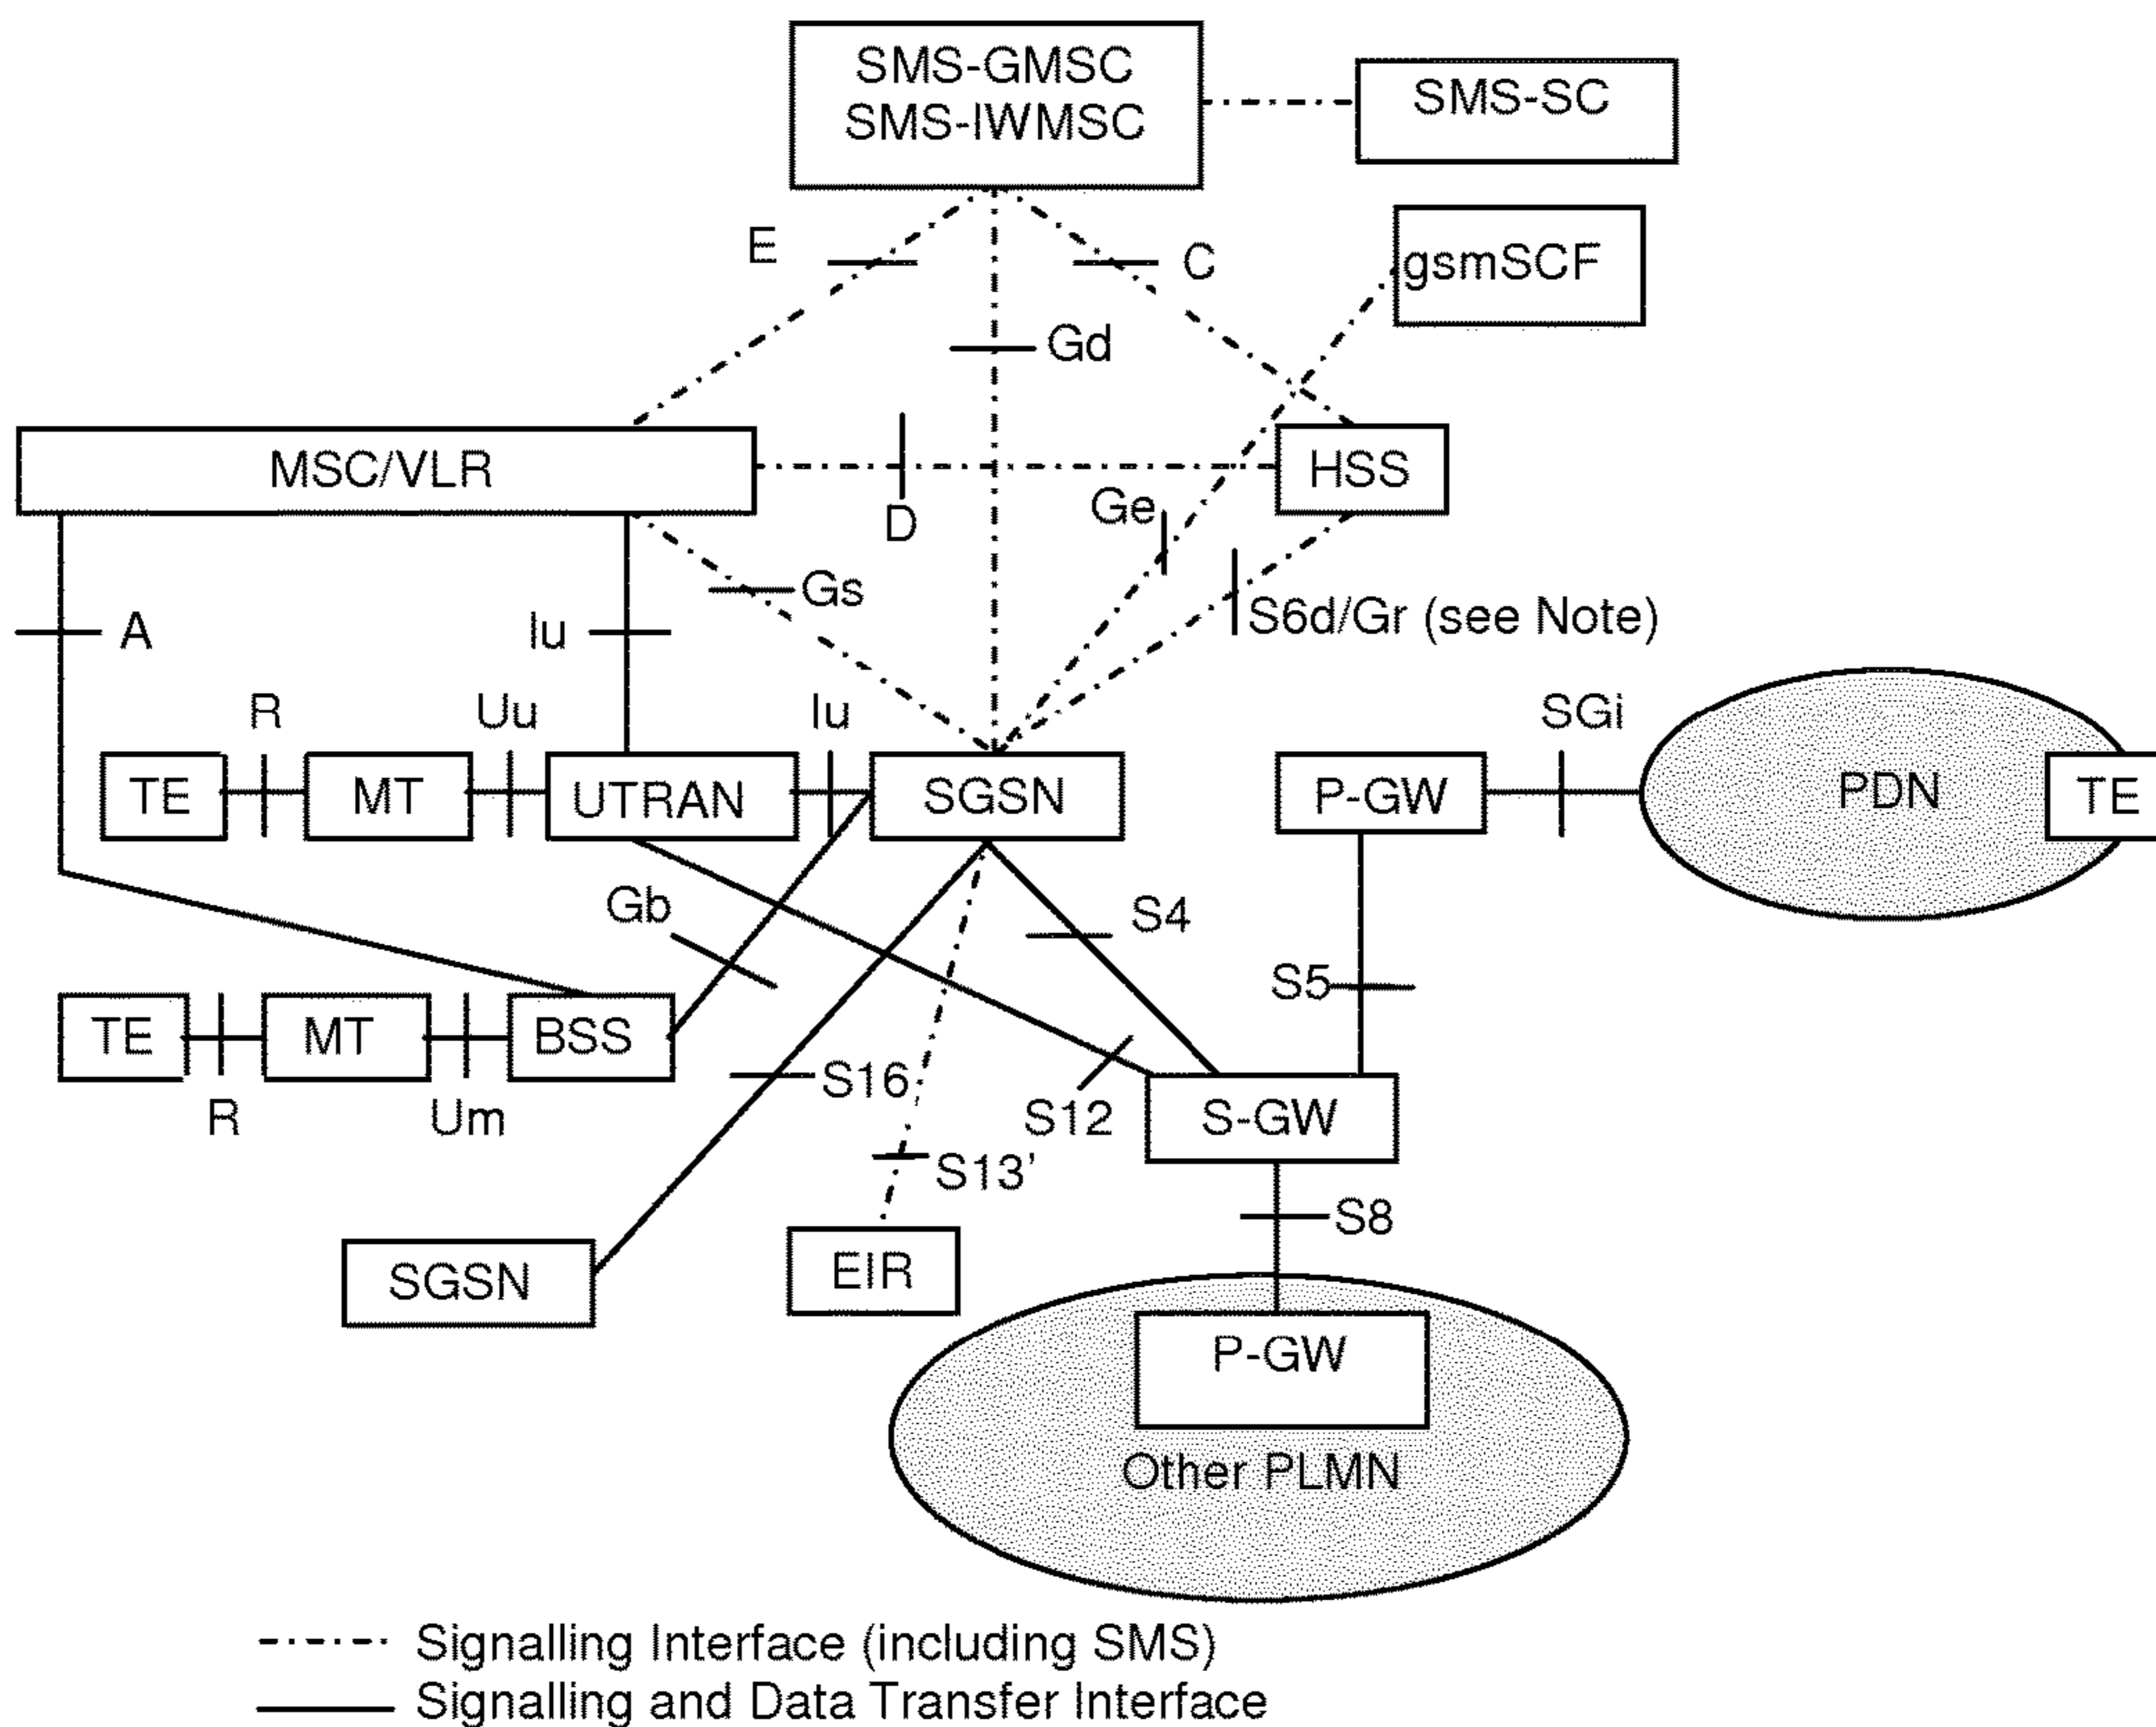 SMS-GMSC
SMS-IWMSC
SMS-SC
gsmSCF
E
C
Gd
MSC/VLR
HSS
D
Ge
Gs
S6d/Gr (see Note)
A
Iu
R
Uu
Iu
SGi
TE
MT
UTRAN
SGSN
P-GW
PDN
TE
Gb
S4
S5
TE
MT
BSS
R
Um
S16
S12
S-GW
S13'
S8
SGSN
EIR
P-GW
Other PLMN
Signalling Interface (including SMS)
Signalling and Data Transfer Interface